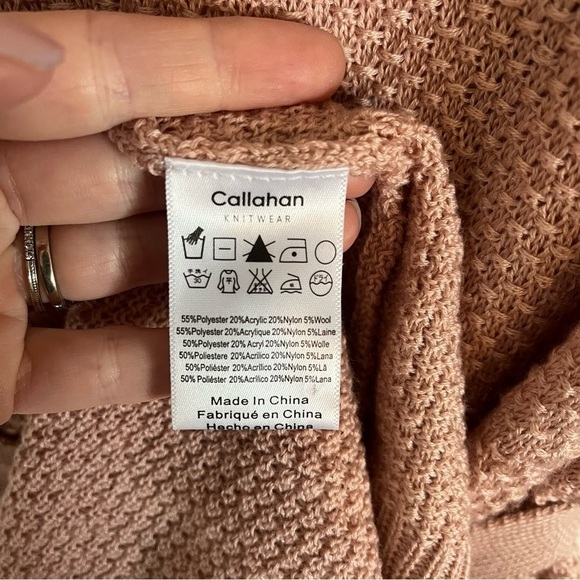 Callahan
KNITWEAR
55%Polyester 20%Acrylic 20%Nylon 5%Wool
55%Polyester 20%Acrylique 20%Nylon 5%Laine
50%Polyester 20%Acryl 20%Nylon 5%Wolle
50%Poliestere 20%Acrilico 20%Nylon 5%Lana
50%Poliéster 20%Acrílico 20%Nylon 5%Lã
50% Poliéster 20%Acrílico 20%Nylon 5%Lana
Made In China
Fabriqué en China
Hecho en China